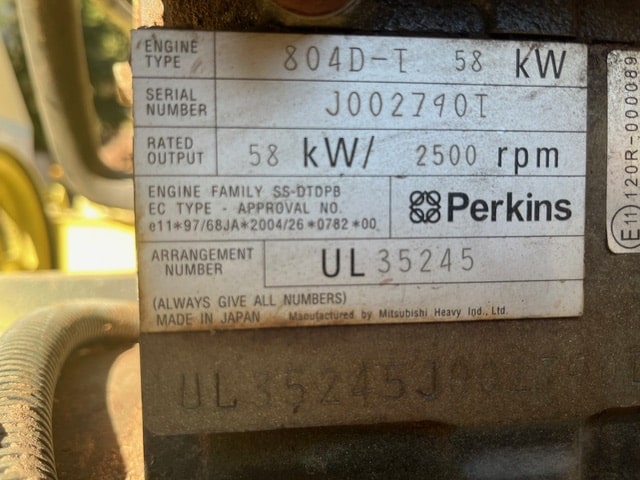 ENGINE TYPE 804D-T 58 kW
SERIAL NUMBER J002790T
RATED OUTPUT 58 kW/ 2500 rpm
ENGINE FAMILY SS-DTDPB
EC TYPE - APPROVAL NO.
e11*97/68JA*2004/26*0782*00
Perkins
ARRANGEMENT NUMBER UL35245
(ALWAYS GIVE ALL NUMBERS)
MADE IN JAPAN Manufactured by Mitsubishi Heavy Ind., Ltd.
E11 120R-000089
UL35245J002790